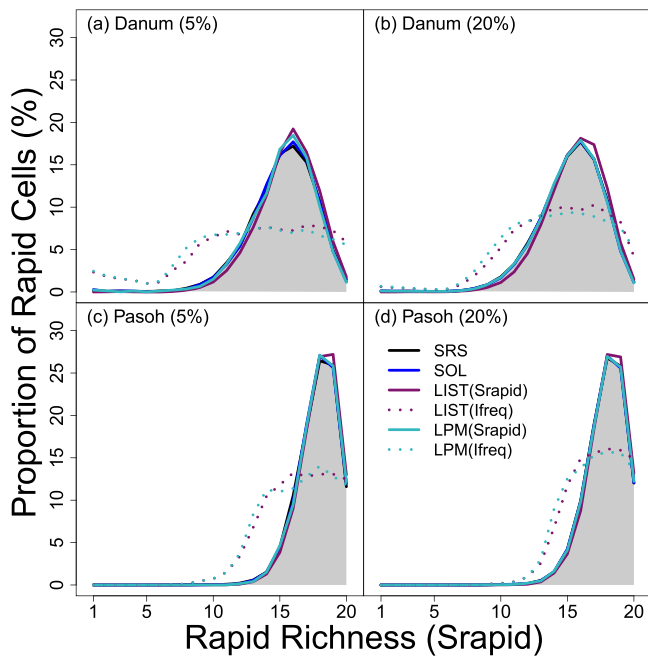 (a) Danum (5%)
(b) Danum (20%)
30
25
20
15
10
5
0
(c) Pasoh (5%)
(d) Pasoh (20%)
30
25
20
15
10
5
0
SRS
SOL
LIST(Srapid)
LIST(Ifreq)
LPM(Srapid)
LPM(Ifreq)
1 5 10 15 20
1 5 10 15 20
Proportion of Rapid Cells (%)
Rapid Richness (Srapid)